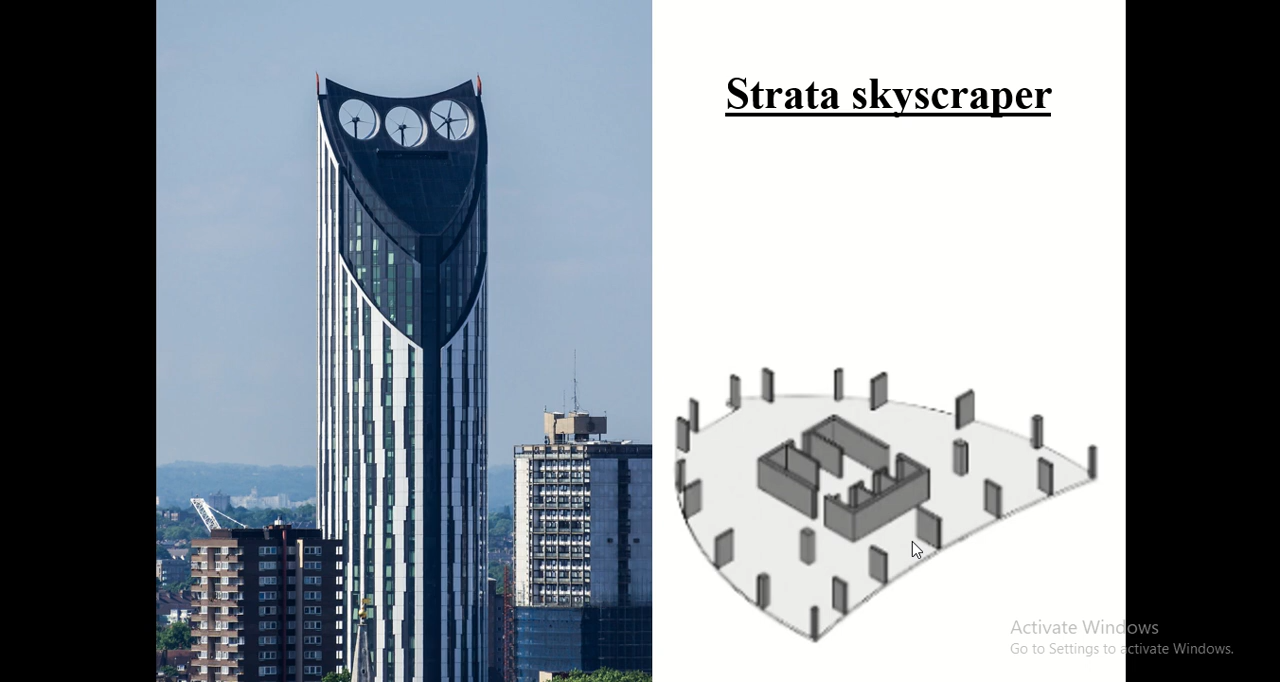 Strata skyscraper
Activate Windows
Go to Settings to activate Windows.